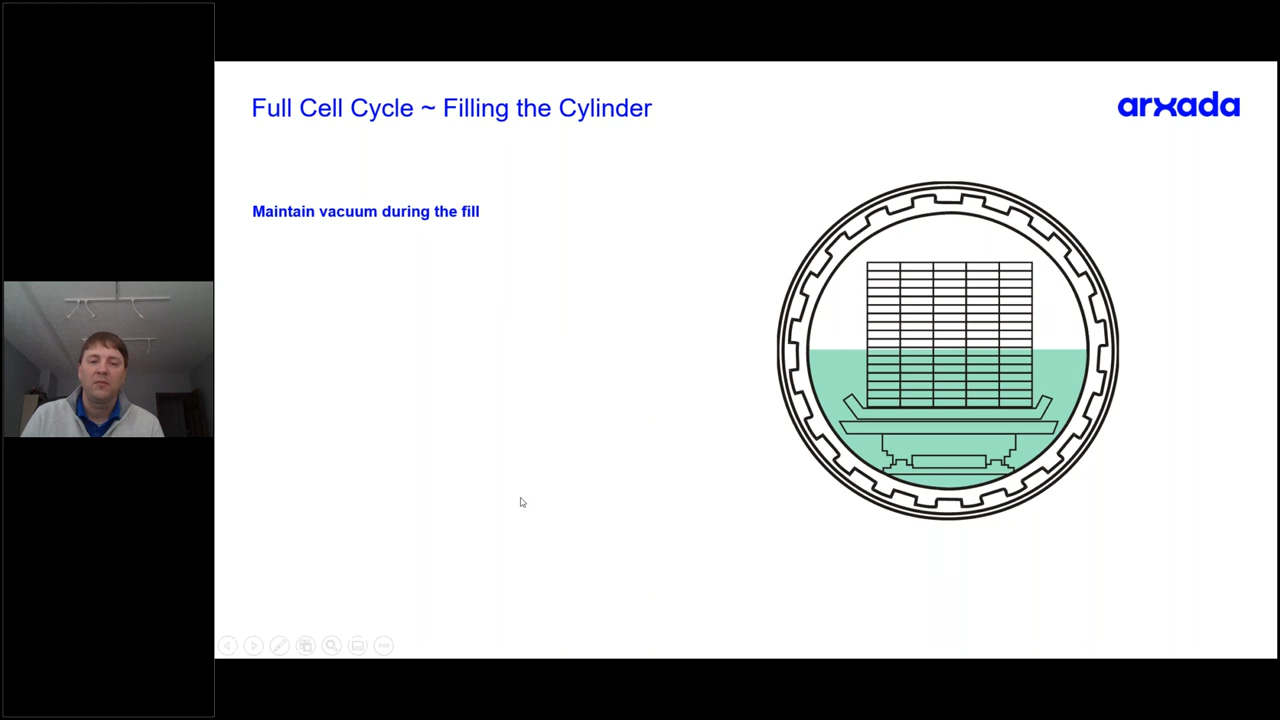 Full Cell Cycle ~ Filling the Cylinder
arxada
Maintain vacuum during the fill